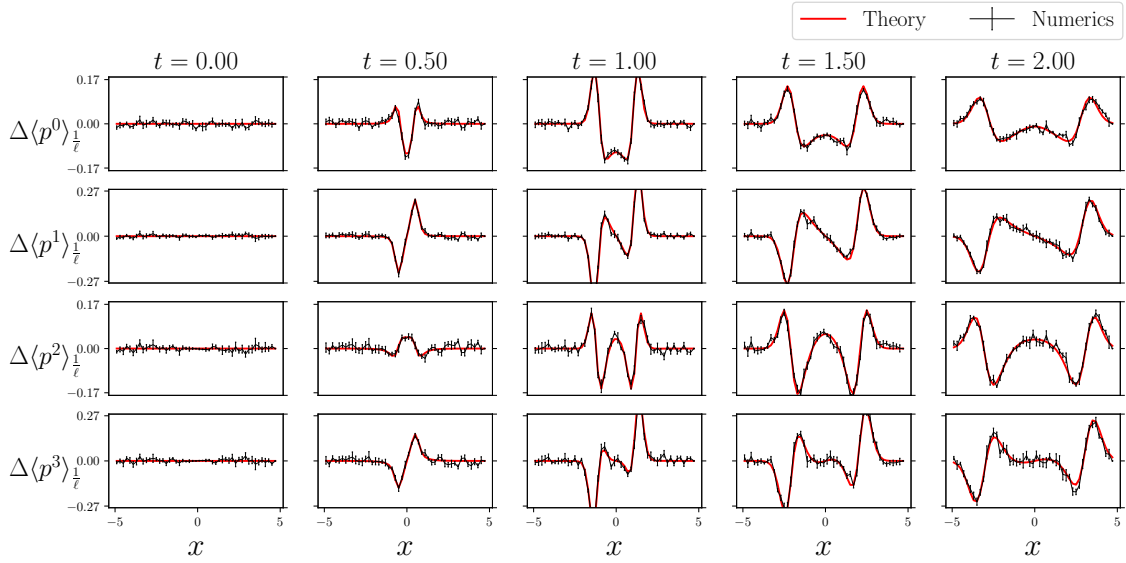 Theory Numerics
t = 0.00 t = 0.50 t = 1.00 t = 1.50 t = 2.00
0.17
Δ⟨p⁰⟩_{1/ℓ} 0.00
−0.17
0.27
Δ⟨p¹⟩_{1/ℓ} 0.00
−0.27
0.17
Δ⟨p²⟩_{1/ℓ} 0.00
−0.17
0.27
Δ⟨p³⟩_{1/ℓ} 0.00
−0.27
−5 0 5 −5 0 5 −5 0 5 −5 0 5 −5 0 5
x x x x x